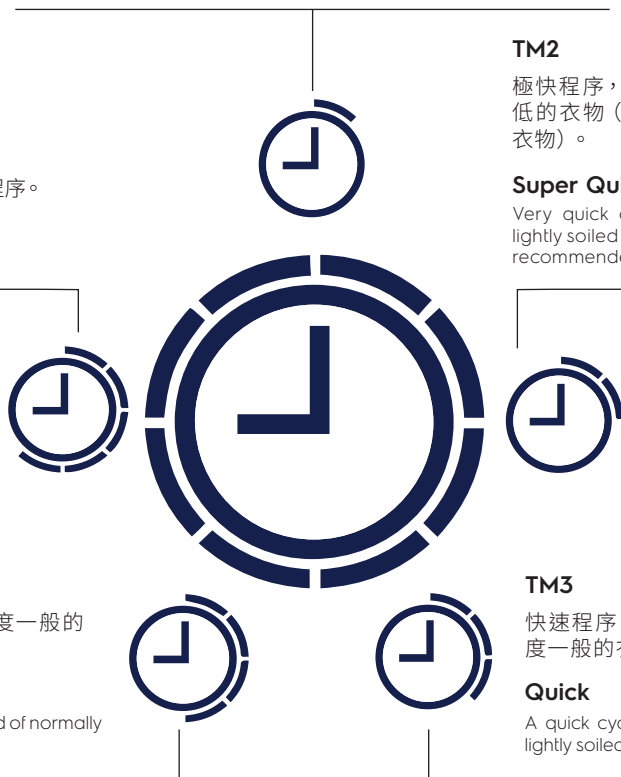 TM2
極快程序，
低的衣物（
衣物）。
程序。
Super Qui
Very quick
lightly soiled
recommende
度一般的
d of normally
TM3
快速程序
度一般的衣
Quick
A quick cyc
lightly soiled